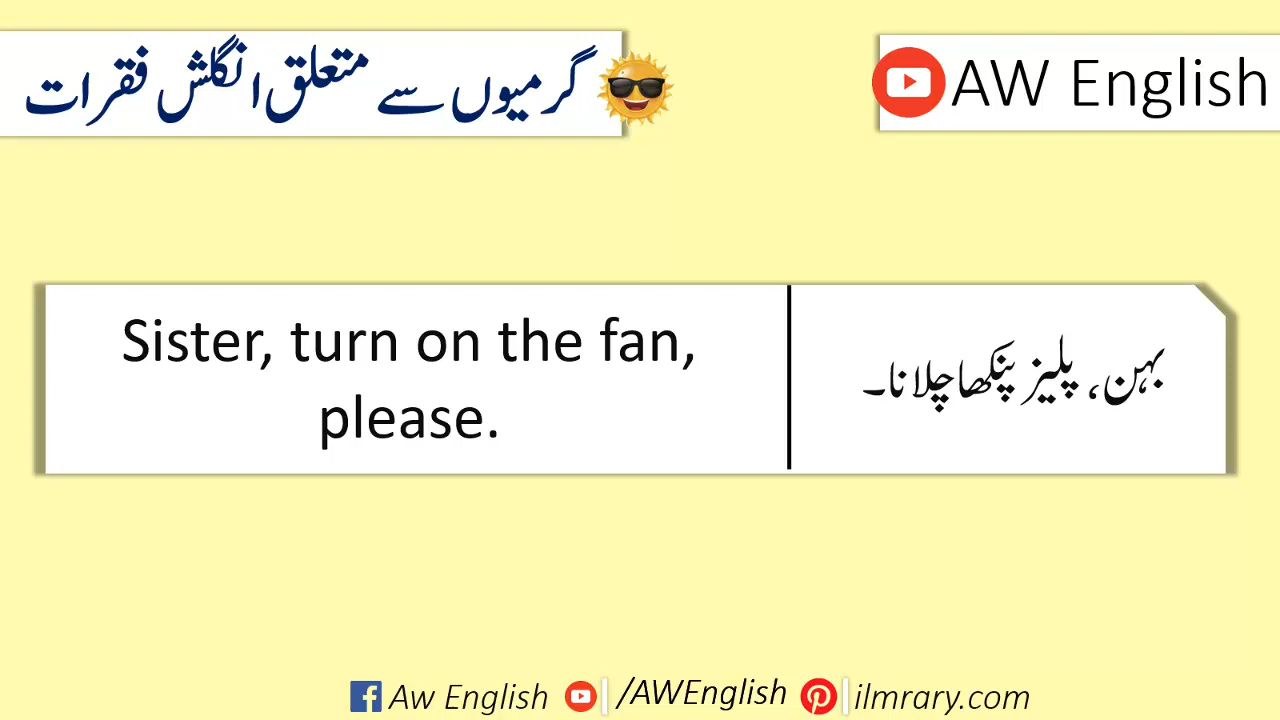 گرمیوں سے متعلق انگلش فقرات
AW English
Sister, turn on the fan,
please.
بہن، پلیز پنکھا چلانا۔
Aw English
/AWEnglish
ilmrary.com